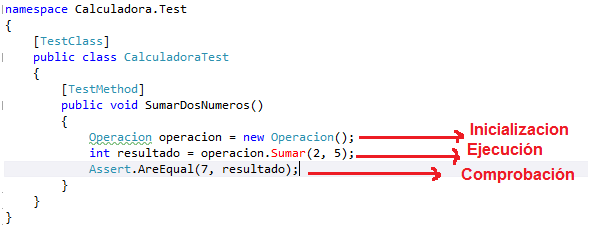 namespace Calculadora.Test
{
[TestClass]
public class CalculadoraTest
{
[TestMethod]
public void SumarDosNumeros()
{
Operacion operacion = new Operacion(); Inicializacion
int resultado = operacion.Sumar(2, 5); Ejecución
Assert.AreEqual(7, resultado); Comprobación
}
}
}